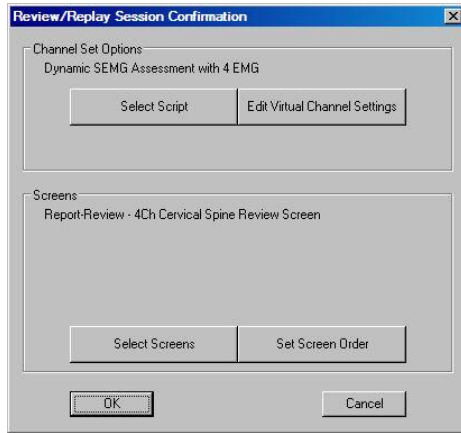 Review/Replay Session Confirmation
Channel Set Options
Dynamic SEMG Assessment with 4 EMG
Select Script
Edit Virtual Channel Settings
Screens
Report-Review - 4Ch Cervical Spine Review Screen
Select Screens
Set Screen Order
OK
Cancel